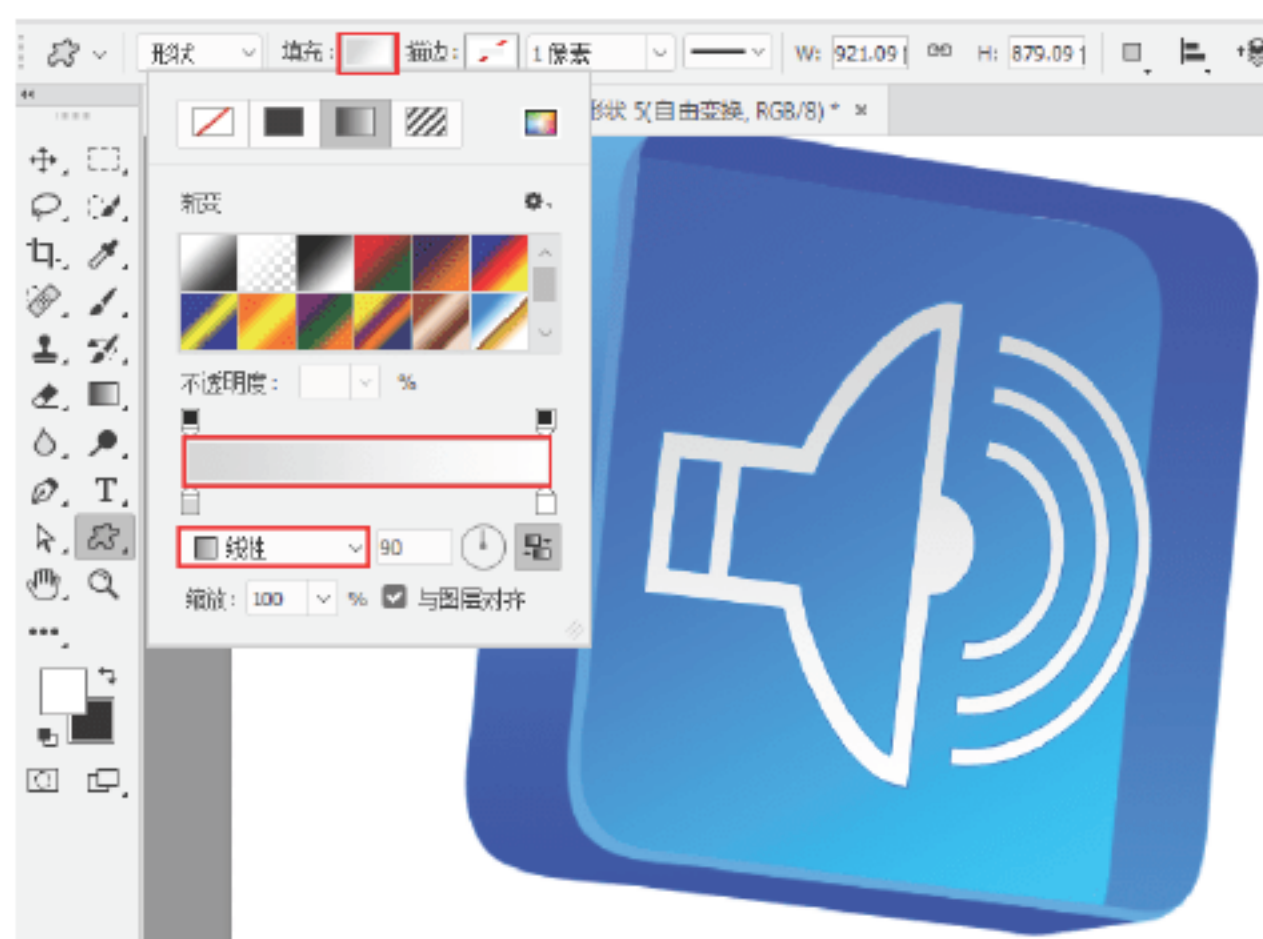 形状 填充： 描边： 1 像素 W: 921.09 H: 879.09
形状 5(自由变换, RGB/8) * ×
渐变
不透明度： %
线性 90
缩放： 100 % 与图层对齐
T